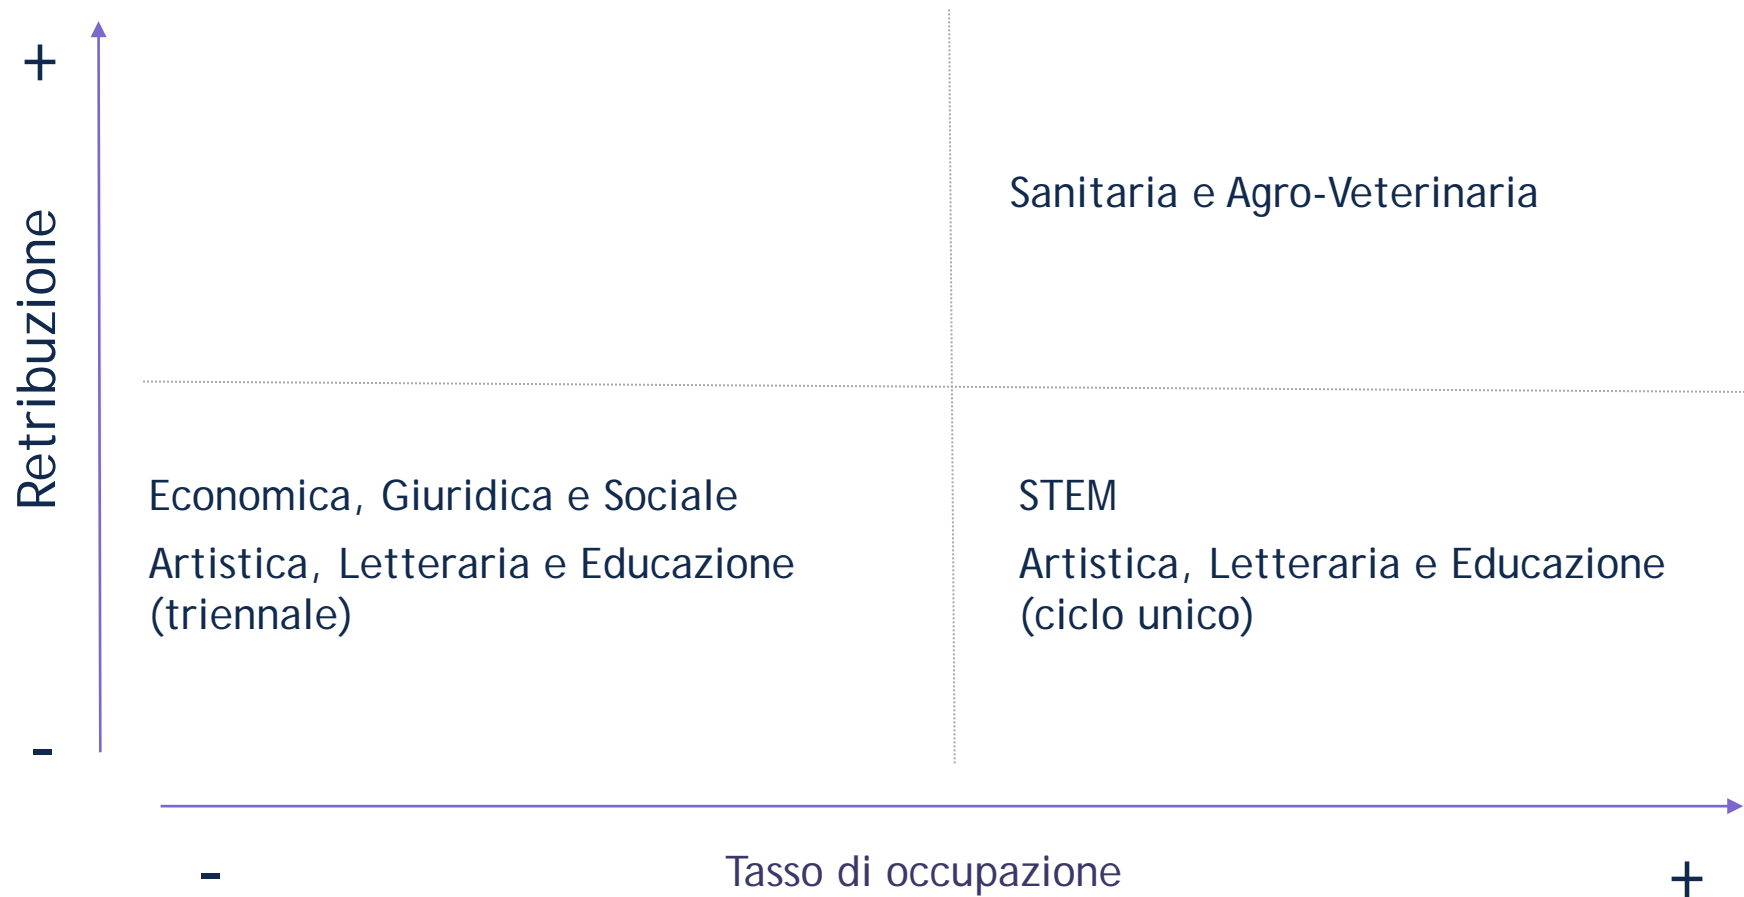 +
Retribuzione
-
Sanitaria e Agro-Veterinaria
Economica, Giuridica e Sociale
Artistica, Letteraria e Educazione
(triennale)
STEM
Artistica, Letteraria e Educazione
(ciclo unico)
-
Tasso di occupazione
+